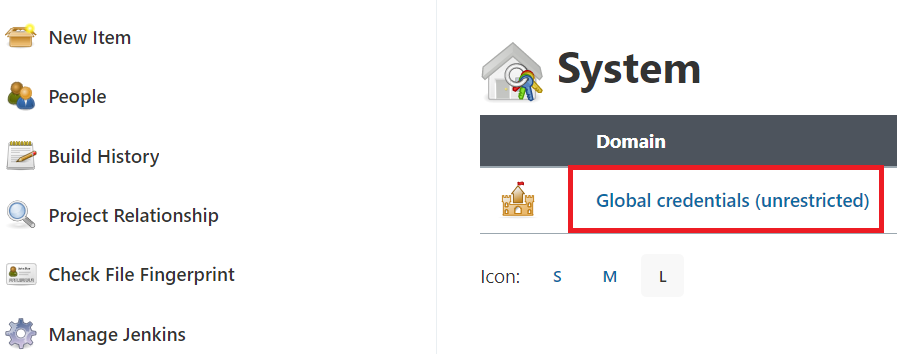 New Item
People
Build History
Project Relationship
Check File Fingerprint
Manage Jenkins
System
Domain
Global credentials (unrestricted)
Icon: S M L